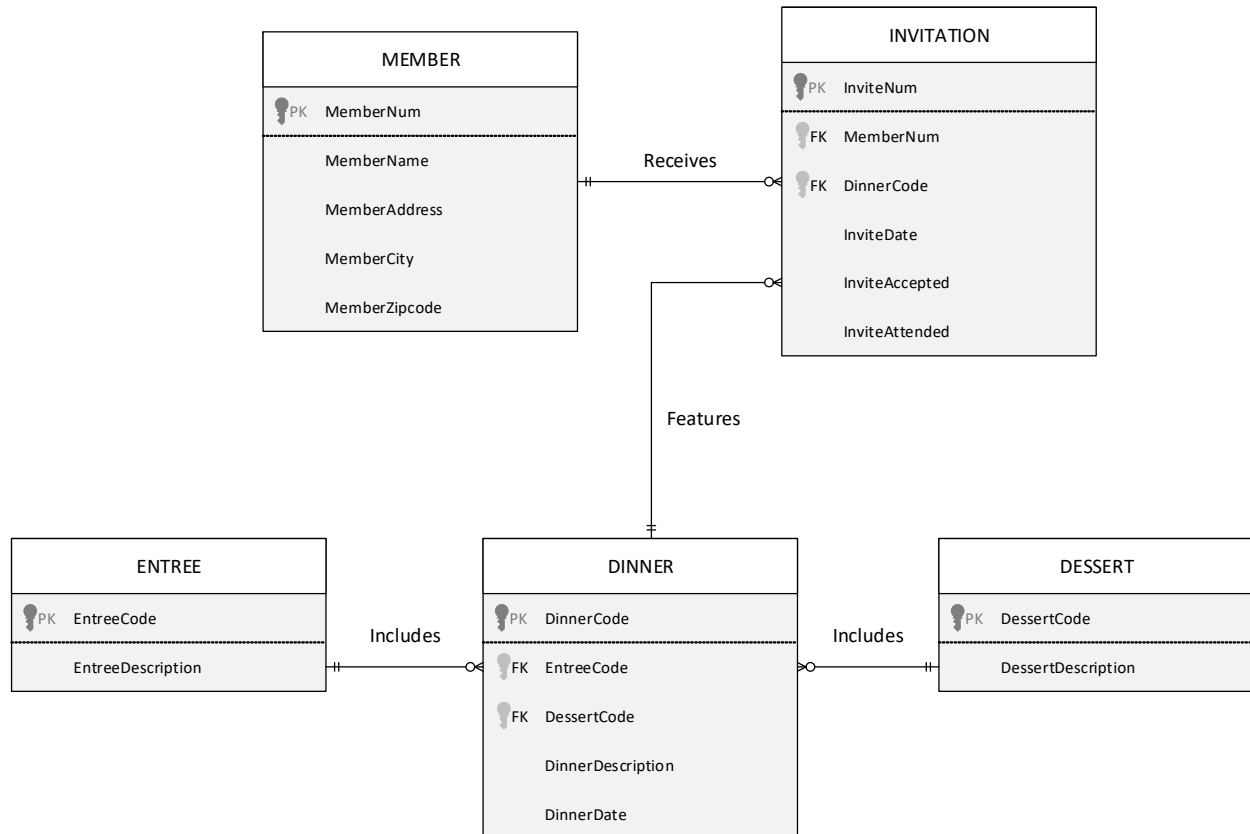 MEMBER
PK MemberNum
MemberName
MemberAddress
MemberCity
MemberZipcode
Receives
INVITATION
PK InviteNum
FK MemberNum
FK DinnerCode
InviteDate
InviteAccepted
InviteAttended
Features
ENTREE
PK EntreeCode
EntreeDescription
Includes
DINNER
PK DinnerCode
FK EntreeCode
FK DessertCode
DinnerDescription
DinnerDate
Includes
DESSERT
PK DessertCode
DessertDescription